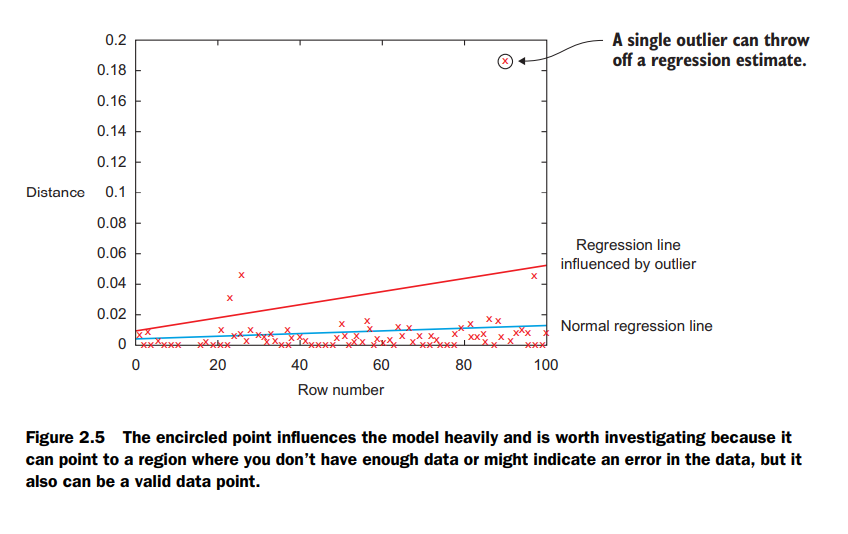 0.2
0.18
0.16
0.14
0.12
0.1
0.08
0.06
0.04
0.02
0
Distance
0 20 40 60 80 100
Row number
A single outlier can throw
off a regression estimate.
Regression line
influenced by outlier
Normal regression line
Figure 2.5 The encircled point influences the model heavily and is worth investigating because it
can point to a region where you don’t have enough data or might indicate an error in the data, but it
also can be a valid data point.